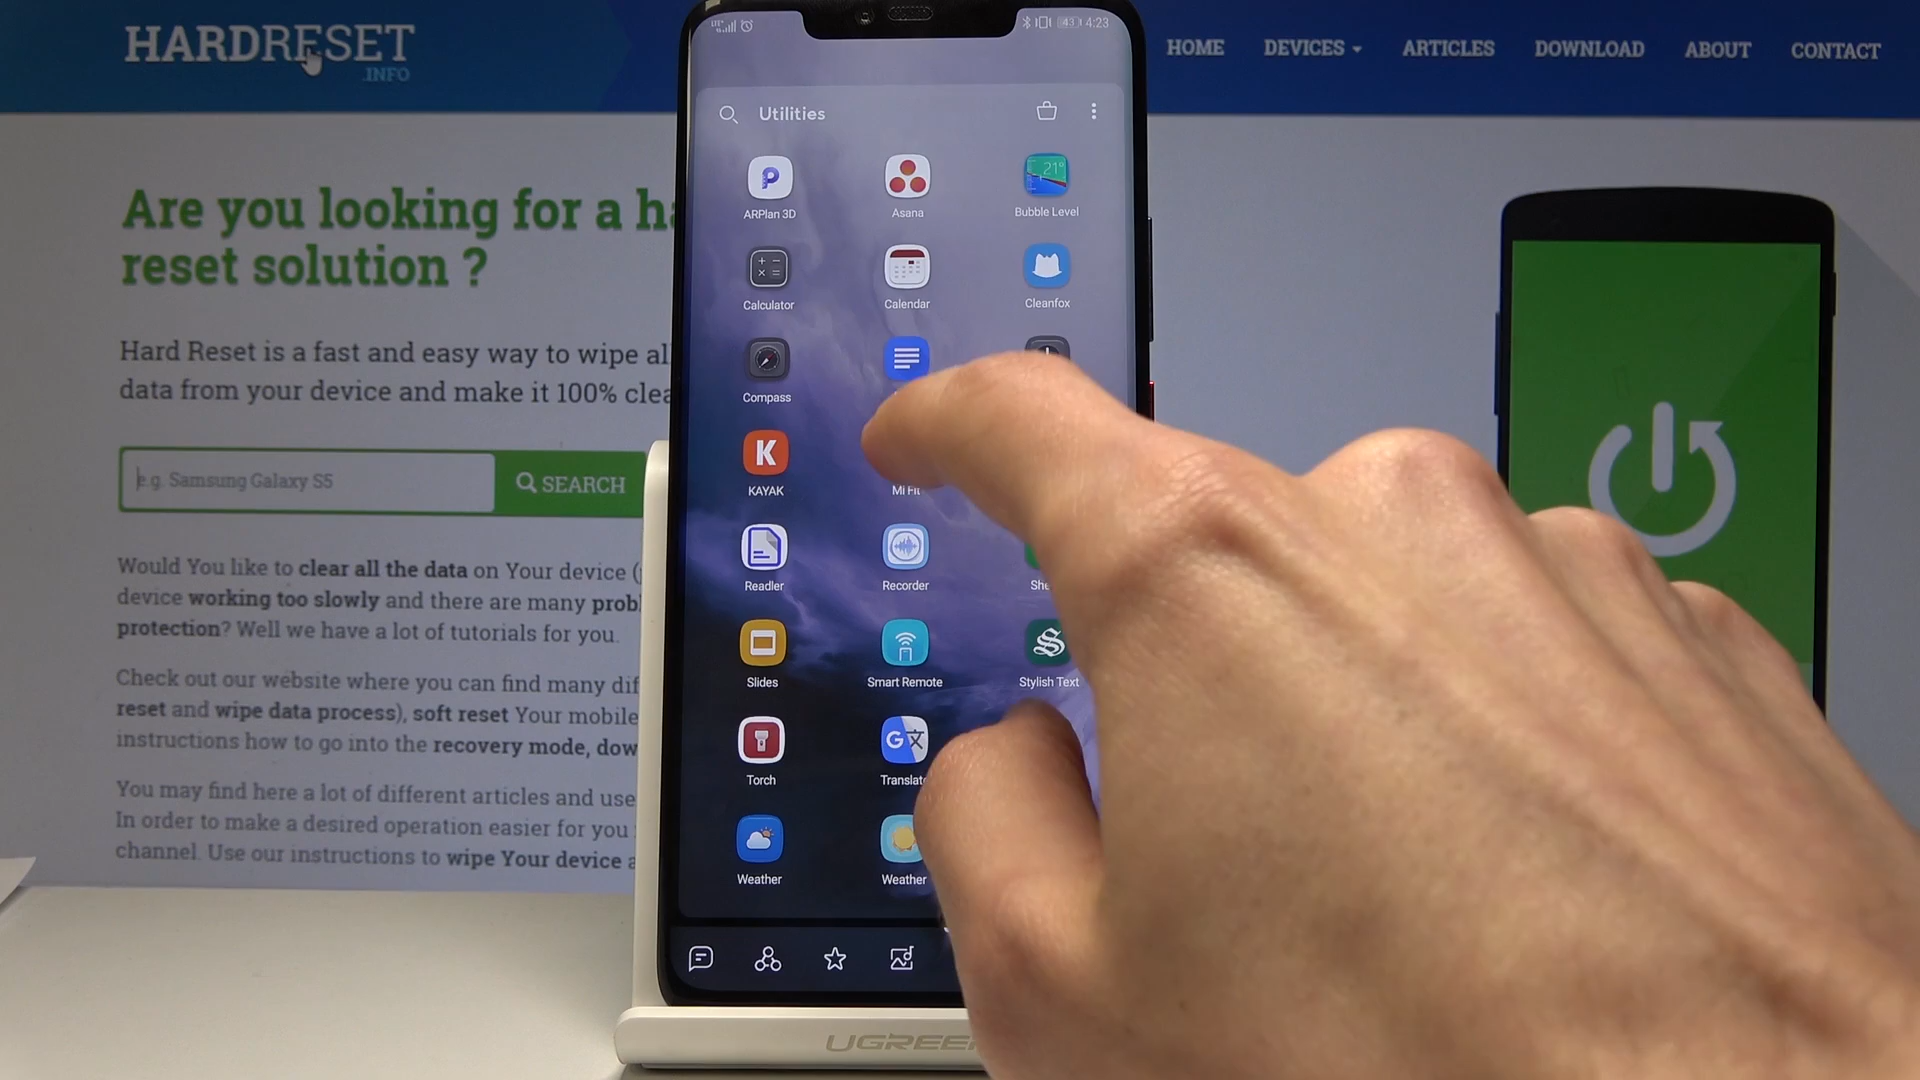 HARDRESET
.INFO
HOME DEVICES ARTICLES DOWNLOAD ABOUT CONTACT
Are you looking for a
reset solution ?
Hard Reset is a fast and easy way to wipe
data from your device and make it 100%
e.g. Samsung Galaxy S5
SEARCH
Would You like to clear all the data on Your device (
device working too slowly and there are many
protection? Well we have a lot of tutorials for you.
Check out our website where you can find many
reset and wipe data process), soft reset Your mobile
instructions how to go into the recovery mode,
You may find here a lot of different articles and
In order to make a desired operation easier for you
channel. Use our instructions to wipe Your device
LTE
43 4:23
Utilities
ARPlan 3D
Asana
21°
Bubble Level
Calculator
Calendar
Cleanfox
Compass
K
KAYAK
Mi Fit
Readler
Recorder
Slides
Smart Remote
S
Stylish Text
Torch
G文
Translate
Weather
Weather
UGREEN